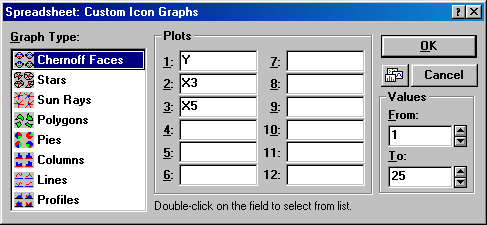 Spreadsheet: Custom Icon Graphs
Graph Type:
Chernoff Faces
Stars
Sun Rays
Polygons
Pies
Columns
Lines
Profiles
Plots
1: Y
2: X3
3: X5
4:
5:
6:
7:
8:
9:
10:
11:
12:
Double-click on the field to select from list.
OK
Cancel
Values
From:
1
To:
25